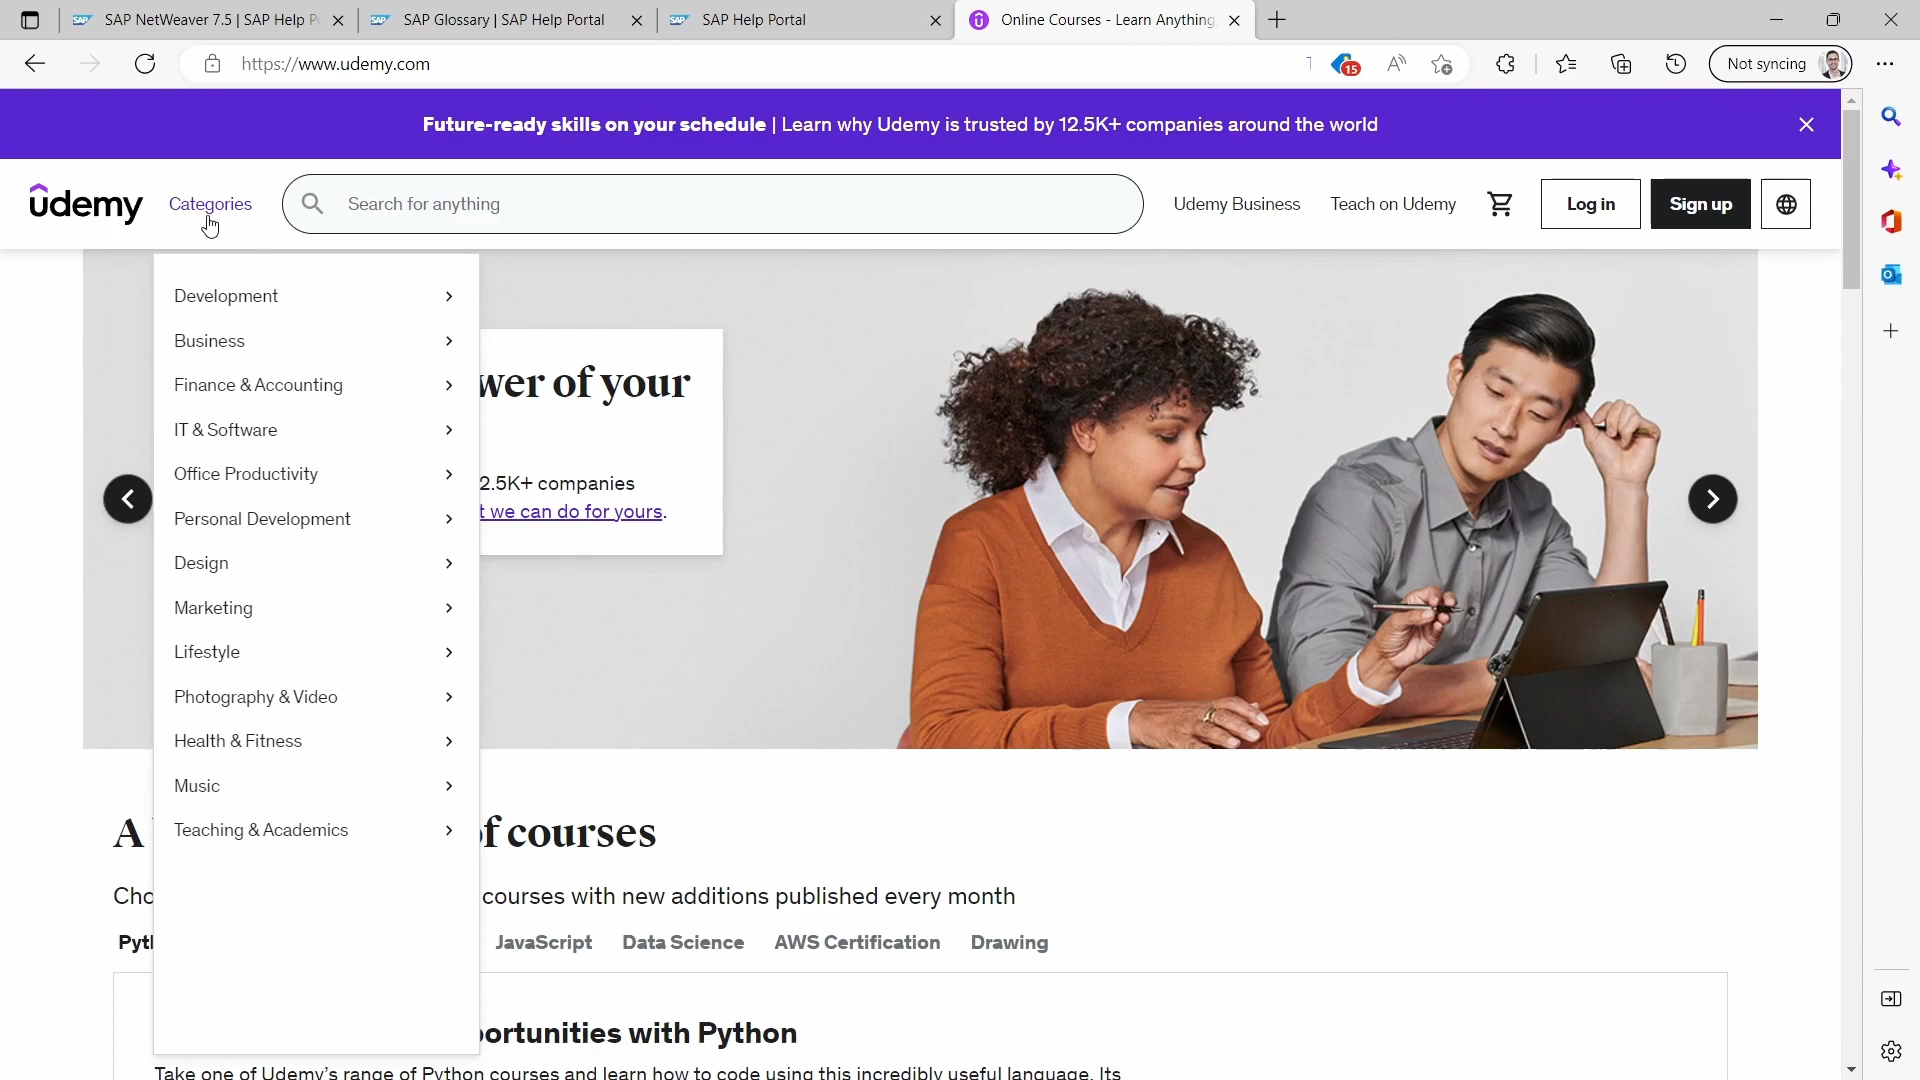 SAP NetWeaver 7.5 | SAP Help P
SAP Glossary | SAP Help Portal
SAP Help Portal
Online Courses - Learn Anything
https://www.udemy.com
15
Not syncing
Future-ready skills on your schedule | Learn why Udemy is trusted by 12.5K+ companies around the world
udemy
Categories
Search for anything
Udemy Business
Teach on Udemy
Log in
Sign up
Development
Business
Finance & Accounting
IT & Software
Office Productivity
Personal Development
Design
Marketing
Lifestyle
Photography & Video
Health & Fitness
Music
Teaching & Academics
wer of your
2.5K+ companies
t we can do for yours.
A f courses
Cho courses with new additions published every month
Pyth JavaScript Data Science AWS Certification Drawing
portunities with Python
Take one of Udemy's range of Python courses and learn how to code using this incredibly useful language. Its